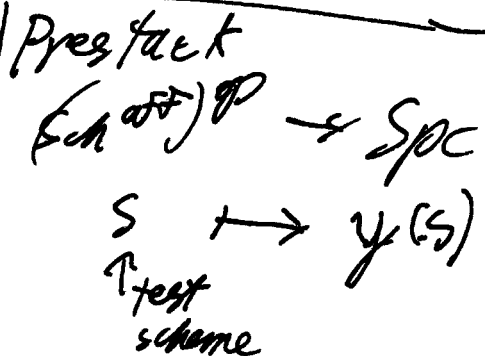 Prestack
(Sch^aff)^op → Spc
S ↦ y(S)
↑ test
scheme